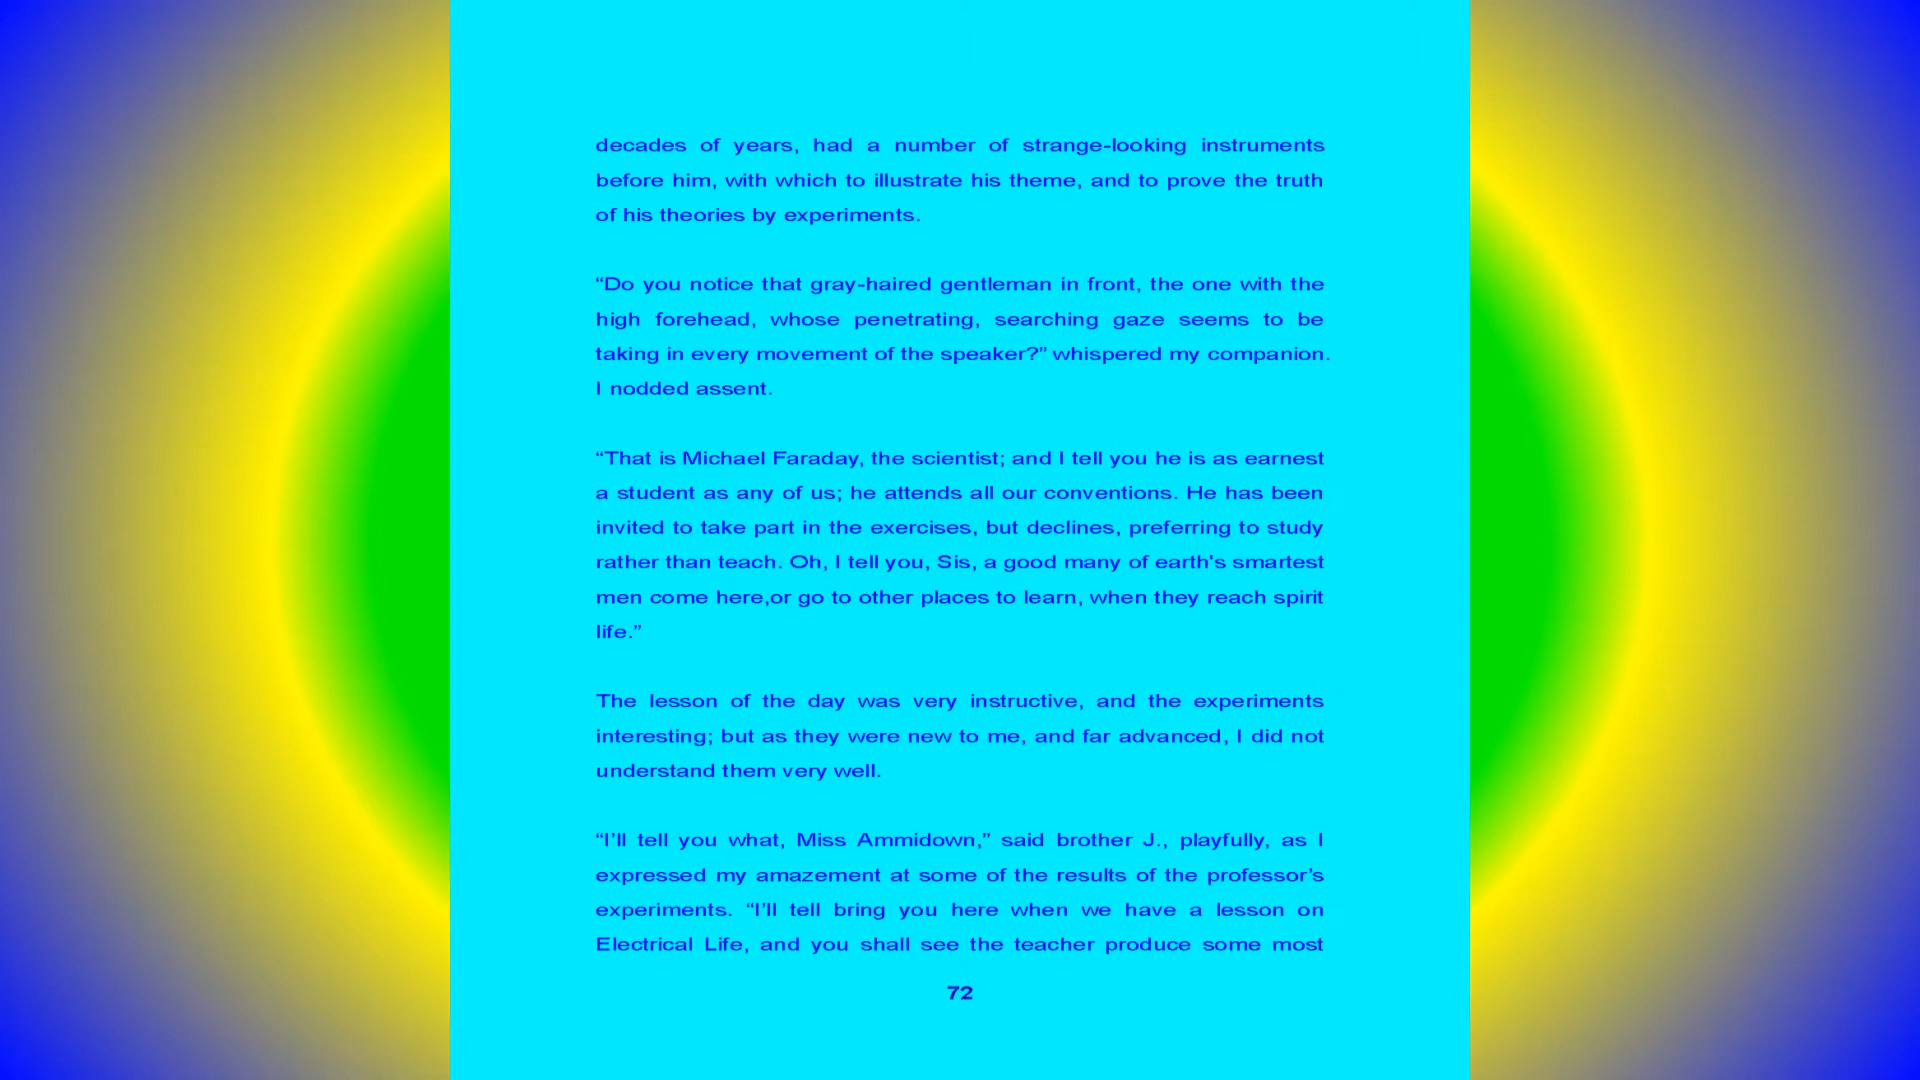 decades of years, had a number of strange-looking instruments
before him, with which to illustrate his theme, and to prove the truth
of his theories by experiments.
“Do you notice that gray-haired gentleman in front, the one with the
high forehead, whose penetrating, searching gaze seems to be
taking in every movement of the speaker?” whispered my companion.
I nodded assent.
“That is Michael Faraday, the scientist; and I tell you he is as earnest
a student as any of us; he attends all our conventions. He has been
invited to take part in the exercises, but declines, preferring to study
rather than teach. Oh, I tell you, Sis, a good many of earth's smartest
men come here,or go to other places to learn, when they reach spirit
life.”
The lesson of the day was very instructive, and the experiments
interesting; but as they were new to me, and far advanced, I did not
understand them very well.
“I’ll tell you what, Miss Ammidown,” said brother J., playfully, as I
expressed my amazement at some of the results of the professor’s
experiments. “I’ll tell bring you here when we have a lesson on
Electrical Life, and you shall see the teacher produce some most
72